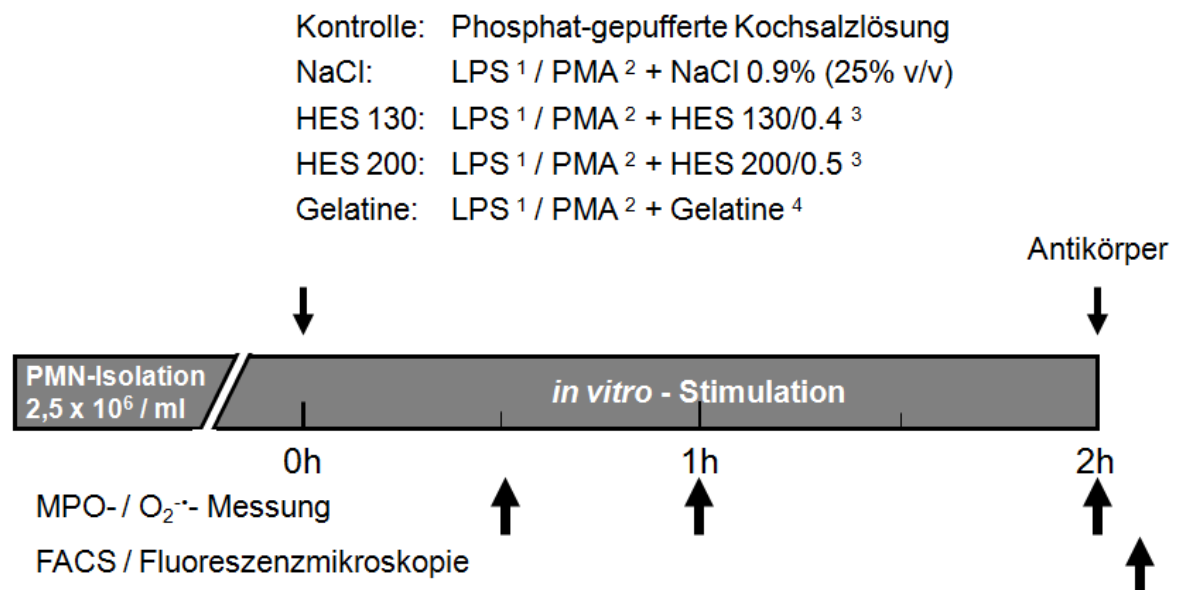 Kontrolle: Phosphat-gepufferte Kochsalzlösung
NaCl: LPS ¹ / PMA ² + NaCl 0.9% (25% v/v)
HES 130: LPS ¹ / PMA ² + HES 130/0.4 ³
HES 200: LPS ¹ / PMA ² + HES 200/0.5 ³
Gelatine: LPS ¹ / PMA ² + Gelatine ⁴
Antikörper
PMN-Isolation
2,5 x 10⁶ / ml
in vitro - Stimulation
0h 1h 2h
MPO- / O₂⁻•- Messung
FACS / Fluoreszenzmikroskopie